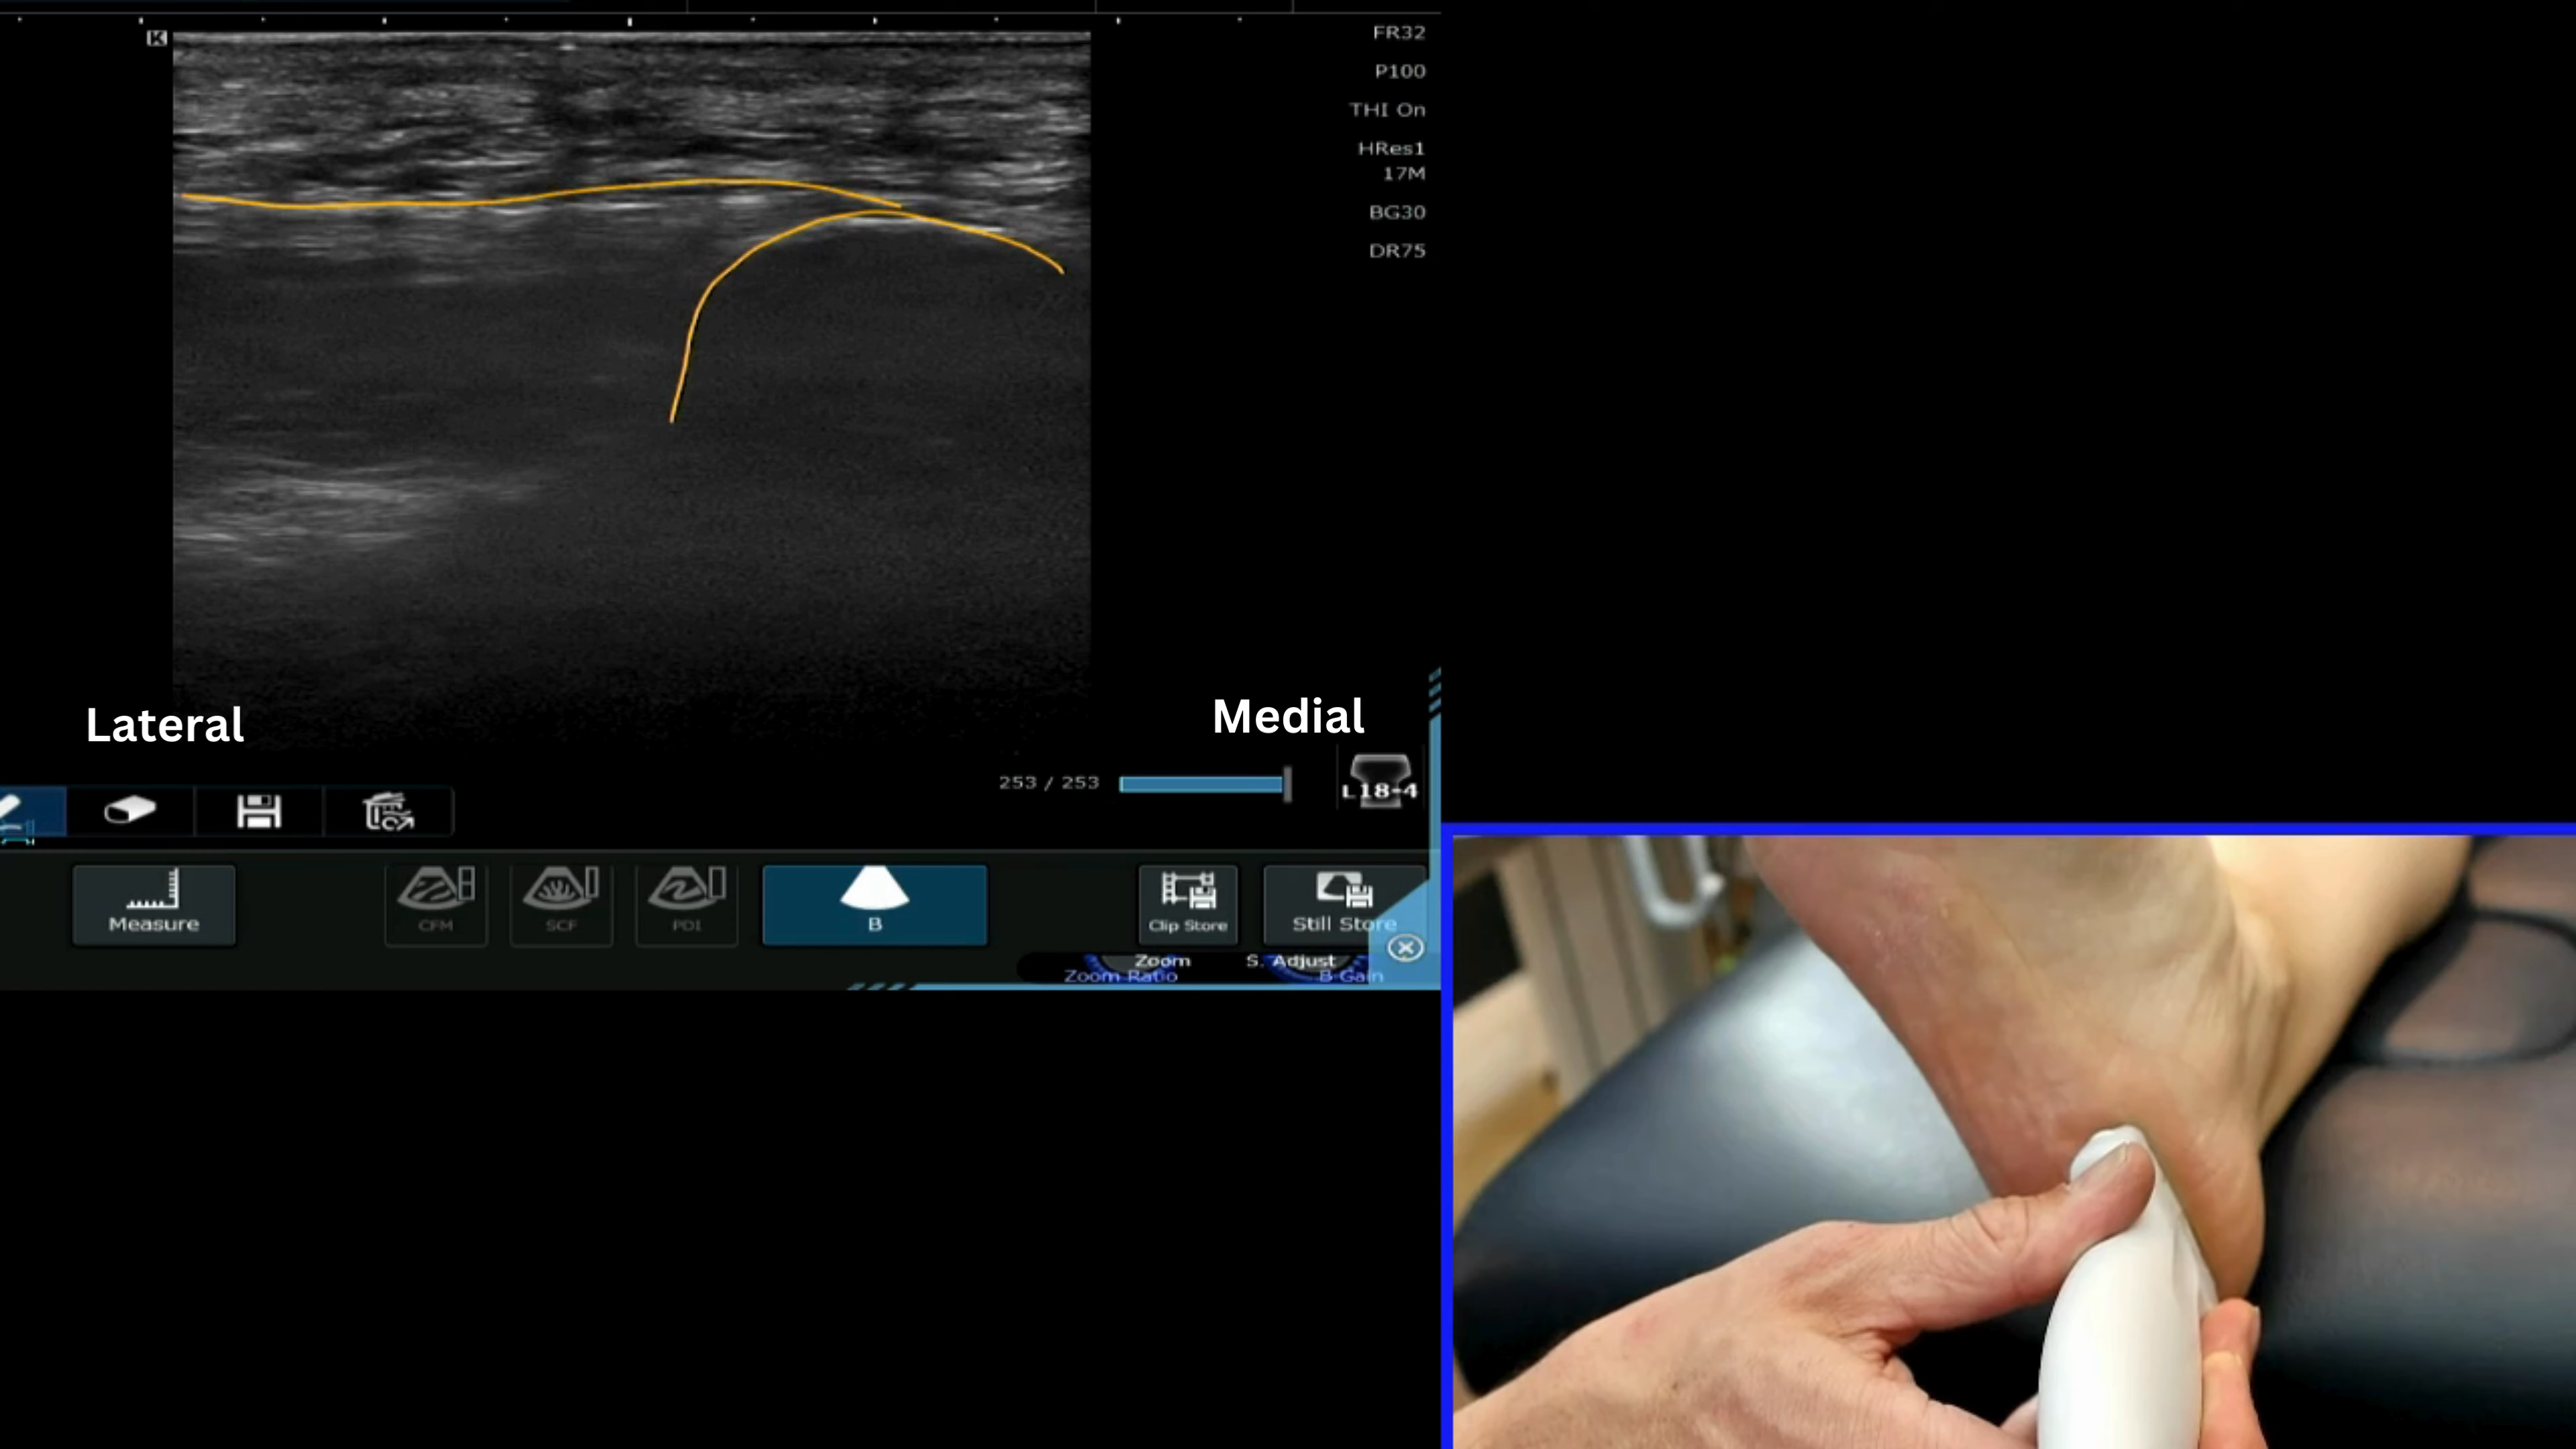 K
FR32
P100
THI On
HRes1
17M
BG30
DR75
Lateral
Medial
253 / 253
L18-4
Measure
CFM
SCF
PDI
B
Clip Store
Still Store
Zoom
S. Adjust
Zoom Ratio
B Gain